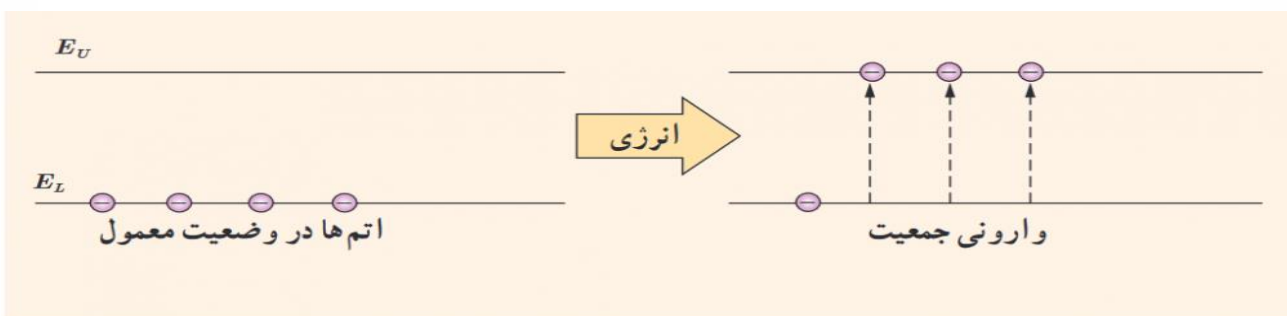 E_U
انرژی
E_L
اتم‌ها در وضعیت معمول
وارونی جمعیت